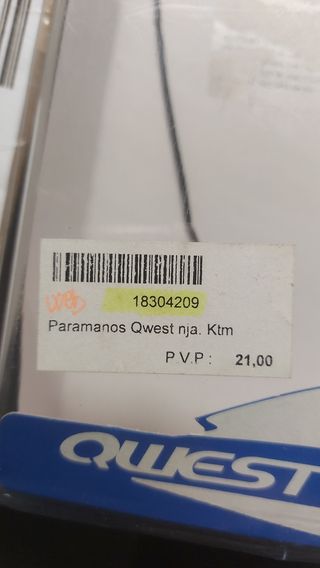 18304209
Paramanos Qwest nja. Ktm
P.V.P: 21,00
QWEST